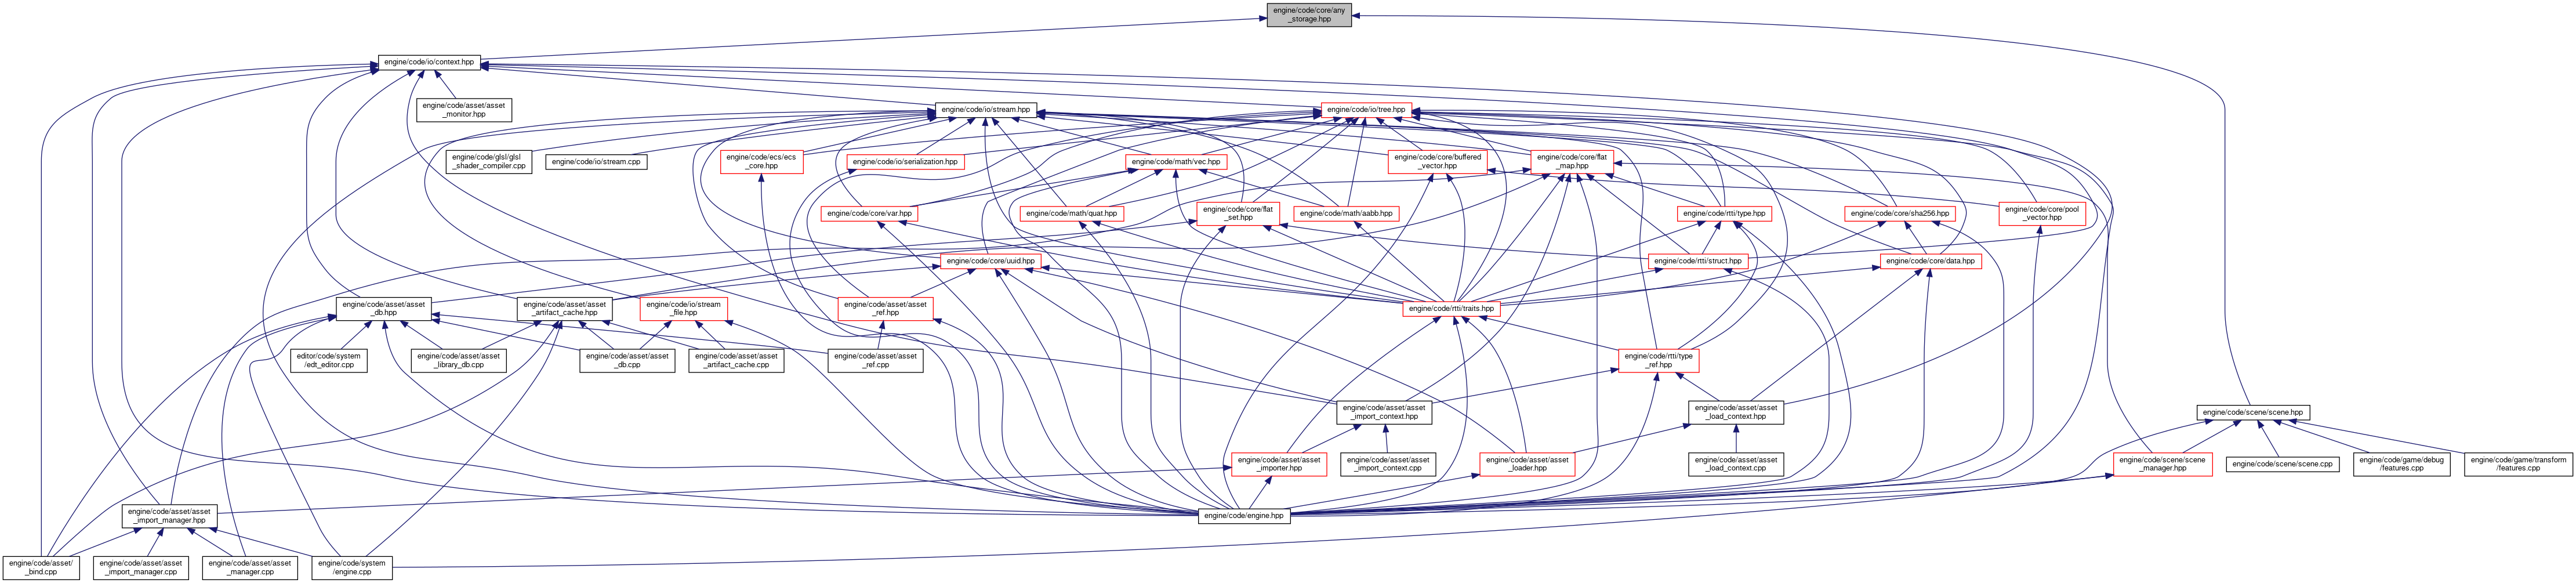 engine/code/core/any
_storage.hpp
engine/code/io/context.hpp
engine/code/asset/asset
_monitor.hpp
engine/code/io/stream.hpp
engine/code/io/tree.hpp
engine/code/glsl/glsl
_shader_compiler.cpp
engine/code/io/stream.cpp
engine/code/ecs/ecs
_core.hpp
engine/code/io/serialization.hpp
engine/code/math/vec.hpp
engine/code/core/buffered
_vector.hpp
engine/code/core/flat
_map.hpp
engine/code/core/var.hpp
engine/code/math/quat.hpp
engine/code/core/flat
_set.hpp
engine/code/math/aabb.hpp
engine/code/rtti/type.hpp
engine/code/core/sha256.hpp
engine/code/core/pool
_vector.hpp
engine/code/core/uuid.hpp
engine/code/rtti/struct.hpp
engine/code/core/data.hpp
engine/code/asset/asset
_db.hpp
engine/code/asset/asset
_artifact_cache.hpp
engine/code/io/stream
_file.hpp
engine/code/asset/asset
_ref.hpp
engine/code/rtti/traits.hpp
editor/code/system
/edt_editor.cpp
engine/code/asset/asset
_library_db.cpp
engine/code/asset/asset
_db.cpp
engine/code/asset/asset
_artifact_cache.cpp
engine/code/asset/asset
_ref.cpp
engine/code/rtti/type
_ref.hpp
engine/code/asset/asset
_import_context.hpp
engine/code/asset/asset
_load_context.hpp
engine/code/scene/scene.hpp
engine/code/asset/asset
_importer.hpp
engine/code/asset/asset
_import_context.cpp
engine/code/asset/asset
_loader.hpp
engine/code/asset/asset
_load_context.cpp
engine/code/scene/scene
_manager.hpp
engine/code/scene/scene.cpp
engine/code/game/debug
/features.cpp
engine/code/game/transform
/features.cpp
engine/code/asset/asset
_import_manager.hpp
engine/code/engine.hpp
engine/code/asset/
_bind.cpp
engine/code/asset/asset
_import_manager.cpp
engine/code/asset/asset
_manager.cpp
engine/code/system
/engine.cpp